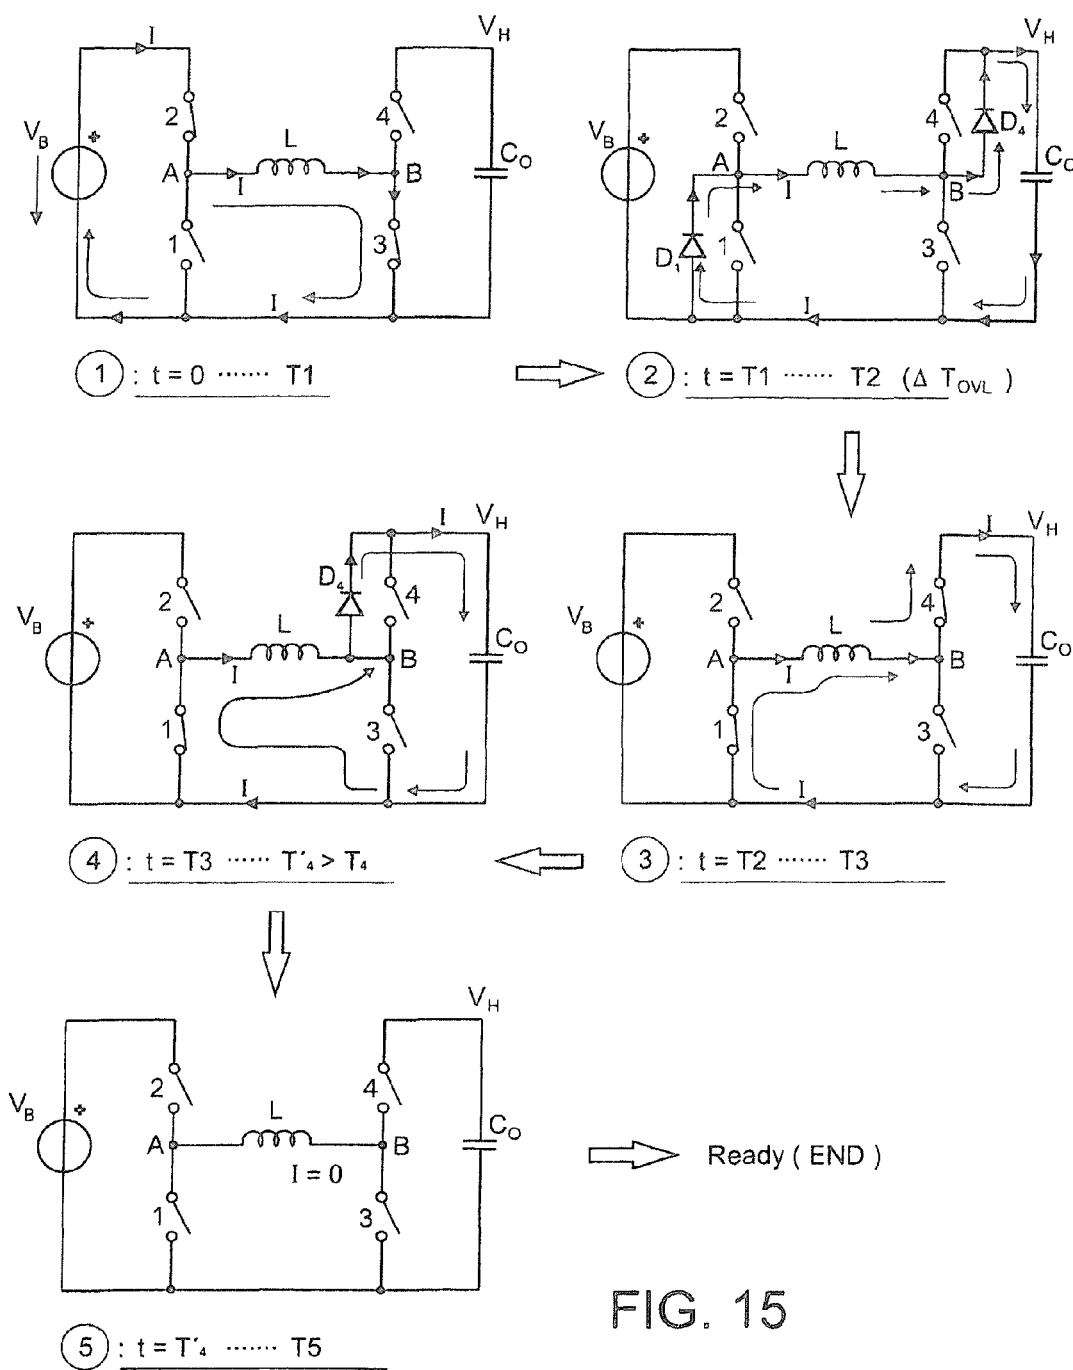 I
V_H
2
4
V_B
+
L
A
I
B
C_O
1
3
I
① : t = 0 ······· T1
V_H
2
4
D_4
V_B
+
L
A
I
B
C_O
D_1
1
3
I
② : t = T1 ······· T2 (Δ T_OVL)
I
V_H
D_4
2
4
V_B
+
L
A
I
B
C_O
1
3
I
④ : t = T3 ······· T'_4 > T_4
I
V_H
2
4
V_B
+
L
A
I
B
C_O
1
3
I
③ : t = T2 ······· T3
V_H
2
4
V_B
+
L
A
I = 0
B
C_O
1
3
⑤ : t = T'_4 ······· T5
Ready ( END )
FIG. 15